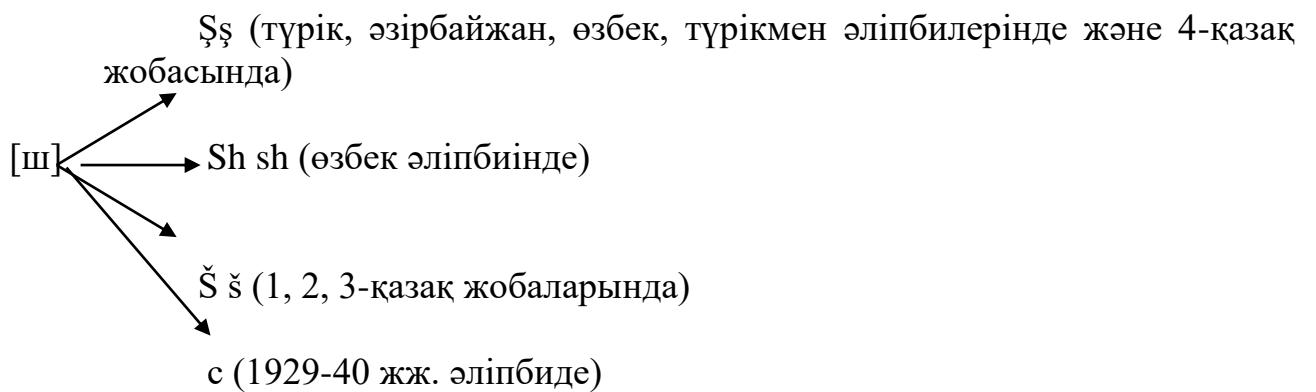 Şş (түрік, әзірбайжан, өзбек, түрікмен әліпбилерінде және 4-қазақ
жобасында)
[ш] Sh sh (өзбек әліпбиінде)
Š š (1, 2, 3-қазақ жобаларында)
с (1929-40 жж. әліпбиде)